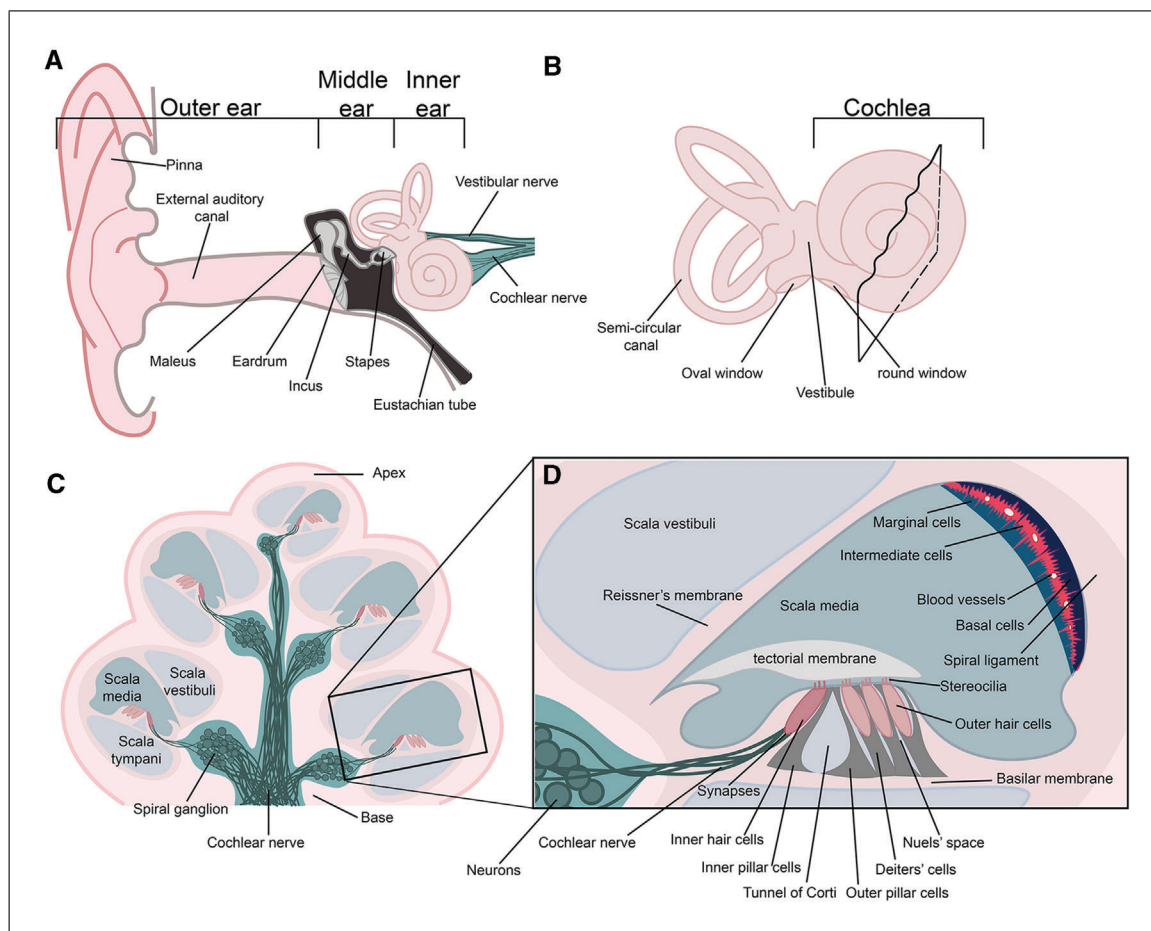 A
Outer ear
Middle
ear
Inner
ear
Pinna
External auditory
canal
Vestibular nerve
Cochlear nerve
Maleus
Eardrum
Incus
Stapes
Eustachian tube
B
Cochlea
Semi-circular
canal
Oval window
Vestibule
round window
C
Apex
Scala
media
Scala
vestibuli
Scala
tympani
Spiral ganglion
Cochlear nerve
Base
D
Scala vestibuli
Reissner's membrane
Scala media
tectorial membrane
Marginal cells
Intermediate cells
Blood vessels
Basal cells
Spiral ligament
Stereocilia
Outer hair cells
Basilar membrane
Synapses
Neurons
Cochlear nerve
Inner hair cells
Inner pillar cells
Tunnel of Corti
Outer pillar cells
Deiters' cells
Nuels' space